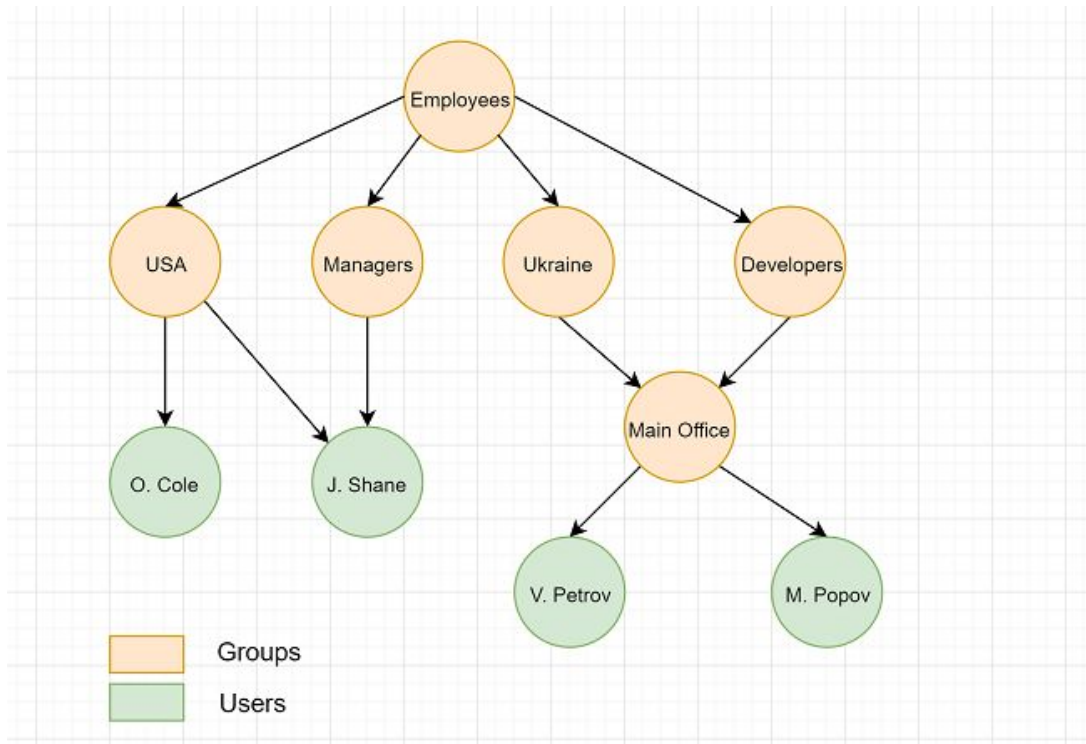 Employees
USA
Managers
Ukraine
Developers
Main Office
O. Cole
J. Shane
V. Petrov
M. Popov
Groups
Users